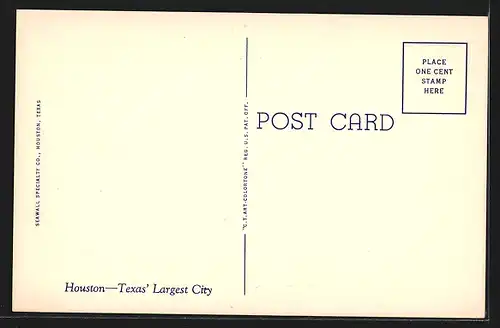 SEAWALL SPECIALTY CO., HOUSTON, TEXAS
Houston—Texas' Largest City
"C.T. ART-COLORTONE" REG. U.S. PAT. OFF.
POST CARD
PLACE
ONE CENT
STAMP
HERE